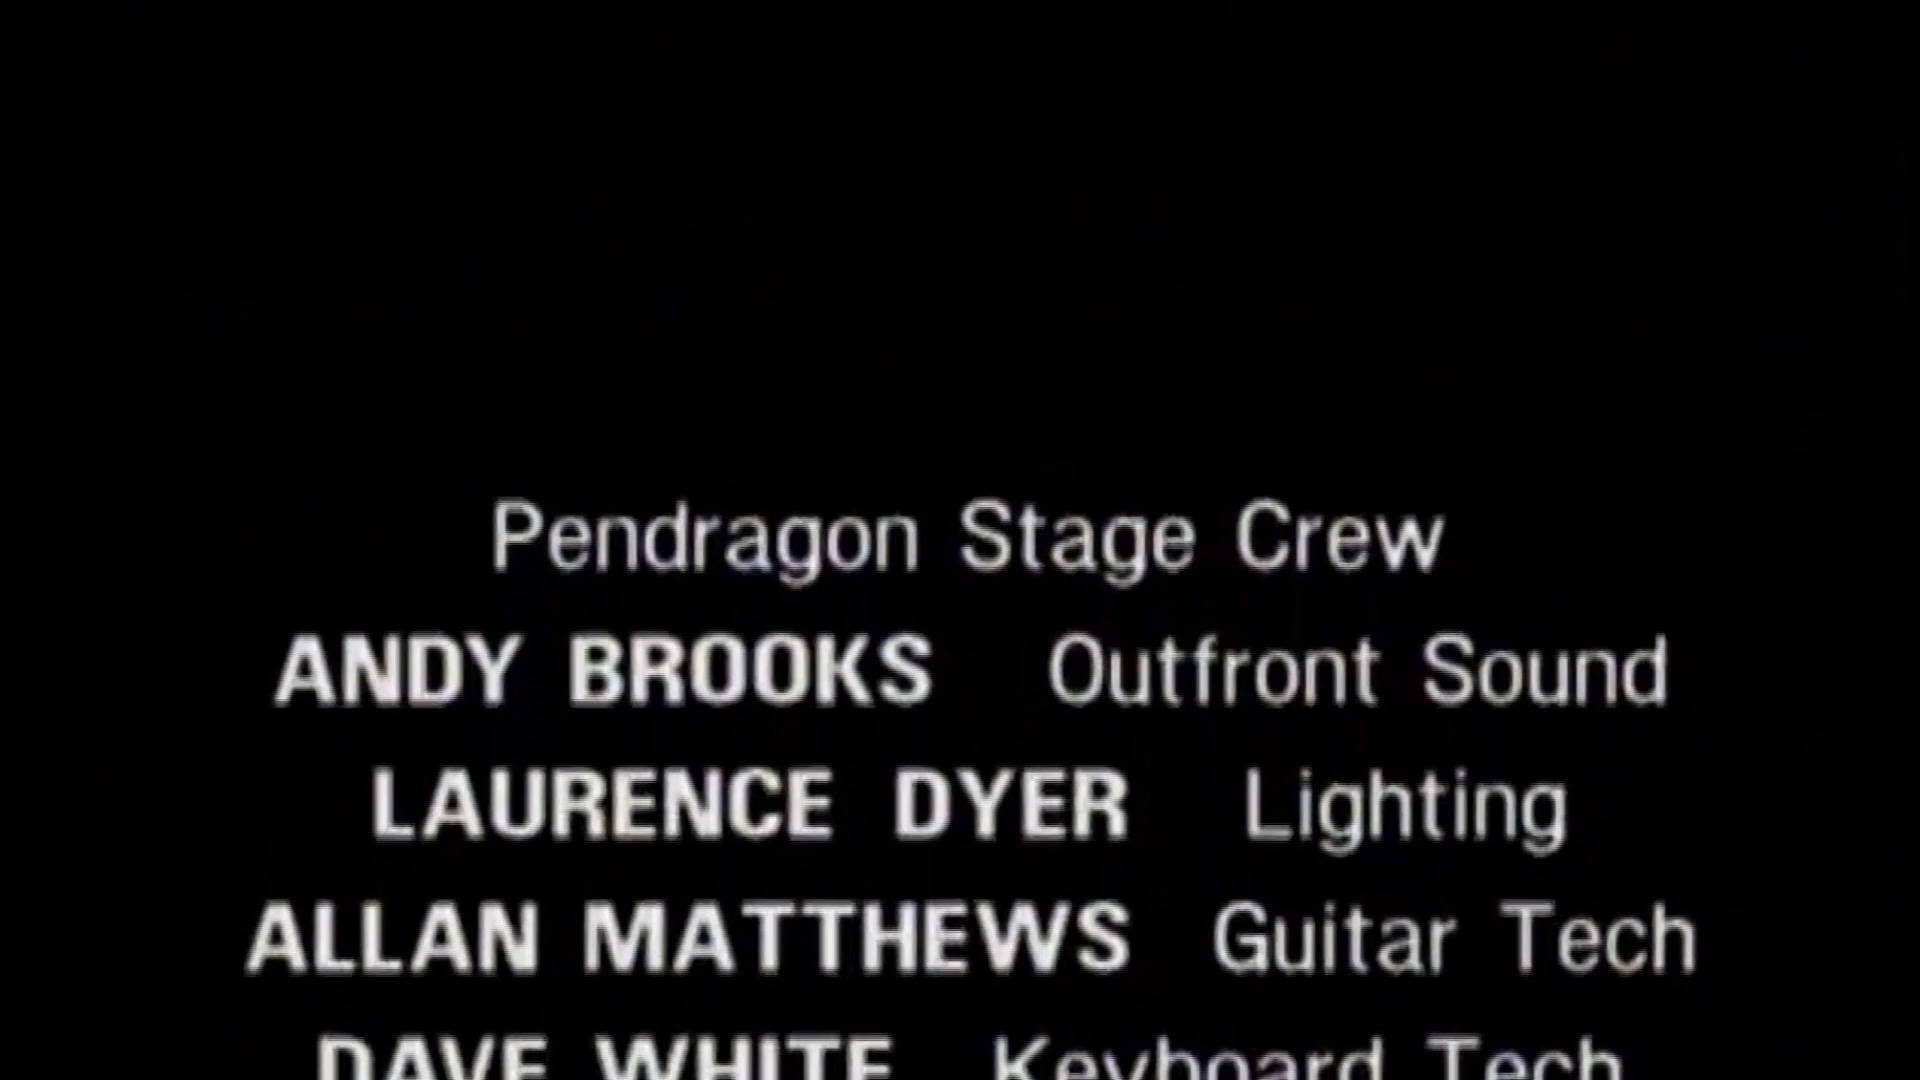 Pendragon Stage Crew
ANDY BROOKS Outfront Sound
LAURENCE DYER Lighting
ALLAN MATTHEWS Guitar Tech
DAVE WHITE Keyboard Tech